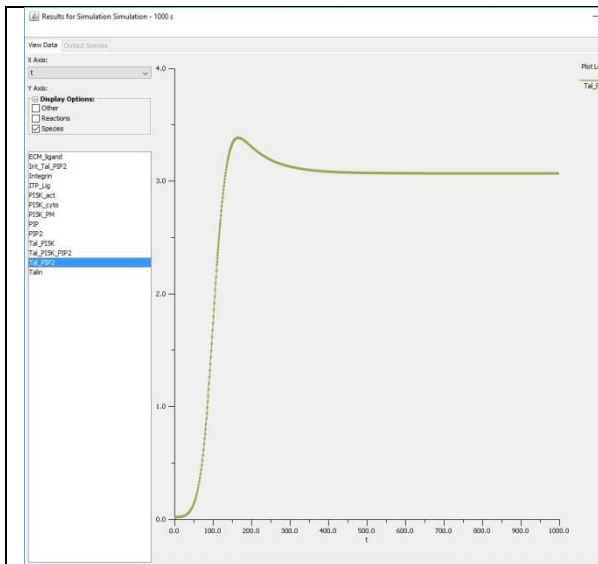 Results for Simulation Simulation - 1000 s
View Data Output Species
X Axis:
t
Y Axis:
Display Options:
Other
Reactions
Species
ECM_ligand
Int_Tal_PIP2
Integrin
ITP_Lig
PI5K_act
PI5K_cyto
PI5K_PM
PIP
PIP2
Tal_PI5K
Tal_PI5K_PIP2
Tal_PIP2
Talin
4.0
3.0
2.0
1.0
0.0
0.0 100.0 200.0 300.0 400.0 500.0 600.0 700.0 800.0 900.0 1000.0
t
Plot L
Tal_P